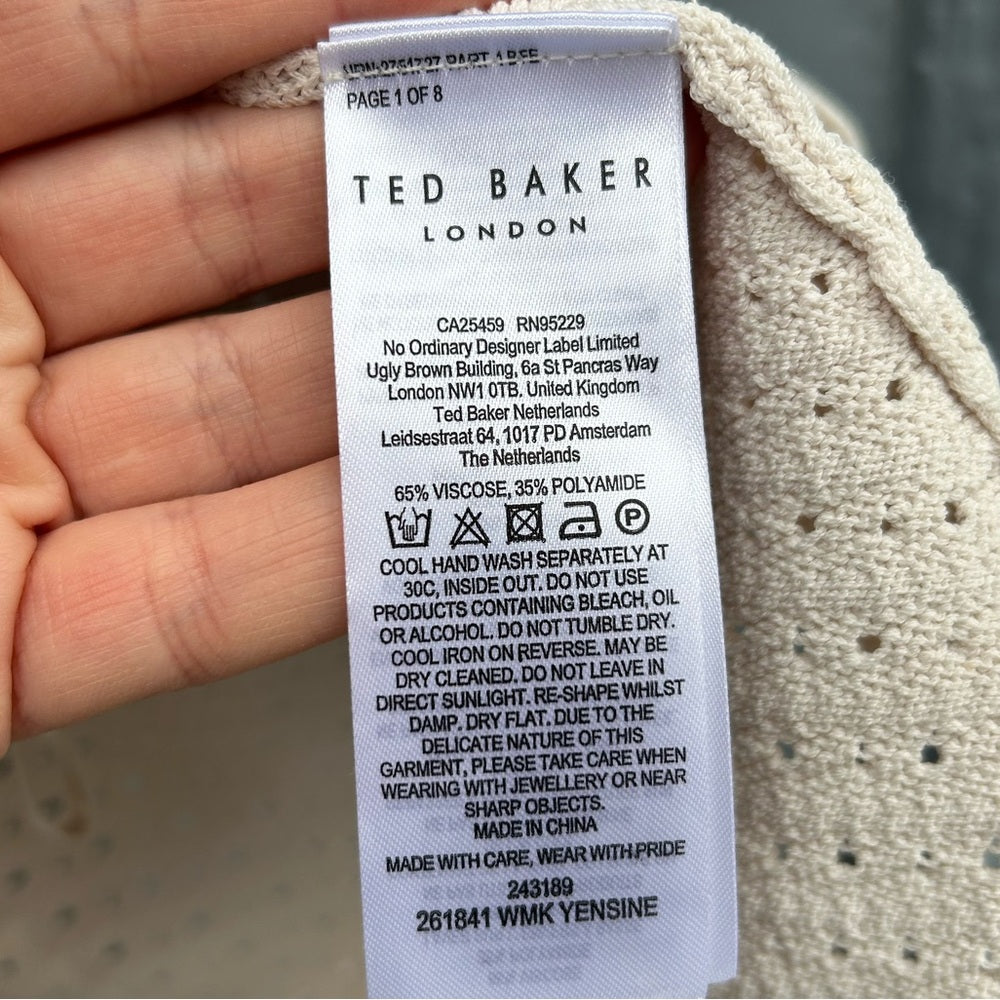 PAGE 1 OF 8
TED BAKER
LONDON
CA25459 RN95229
No Ordinary Designer Label Limited
Ugly Brown Building, 6a St Pancras Way
London NW1 0TB. United Kingdom
Ted Baker Netherlands
Leidsestraat 64, 1017 PD Amsterdam
The Netherlands
65% VISCOSE, 35% POLYAMIDE
P
COOL HAND WASH SEPARATELY AT
30C, INSIDE OUT. DO NOT USE
PRODUCTS CONTAINING BLEACH, OIL
OR ALCOHOL. DO NOT TUMBLE DRY.
COOL IRON ON REVERSE. MAY BE
DRY CLEANED. DO NOT LEAVE IN
DIRECT SUNLIGHT. RE-SHAPE WHILST
DAMP. DRY FLAT. DUE TO THE
DELICATE NATURE OF THIS
GARMENT, PLEASE TAKE CARE WHEN
WEARING WITH JEWELLERY OR NEAR
SHARP OBJECTS.
MADE IN CHINA
MADE WITH CARE, WEAR WITH PRIDE
243189
261841 WMK YENSINE